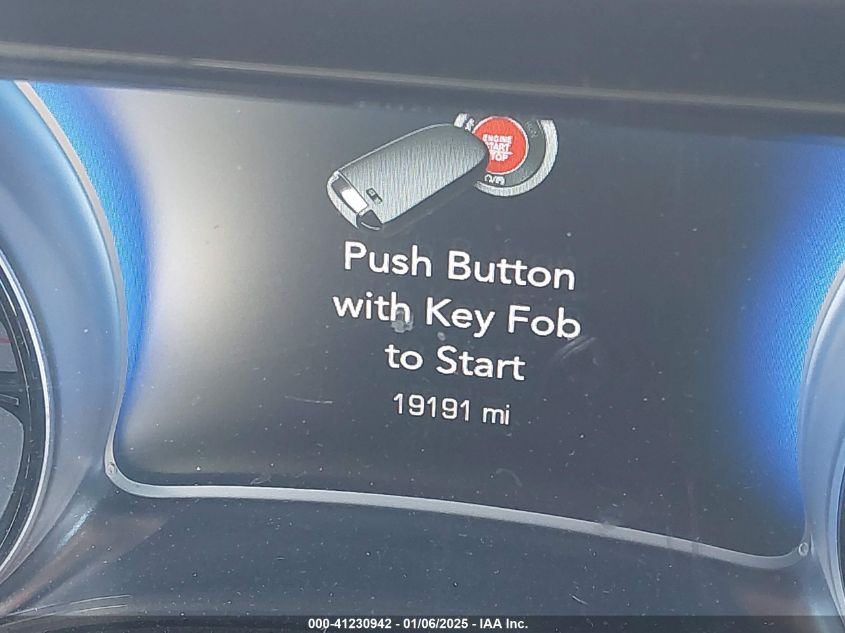 ENGINE
START
STOP
Push Button
with Key Fob
to Start
19191 mi
000-41230942 - 01/06/2025 - IAA Inc.